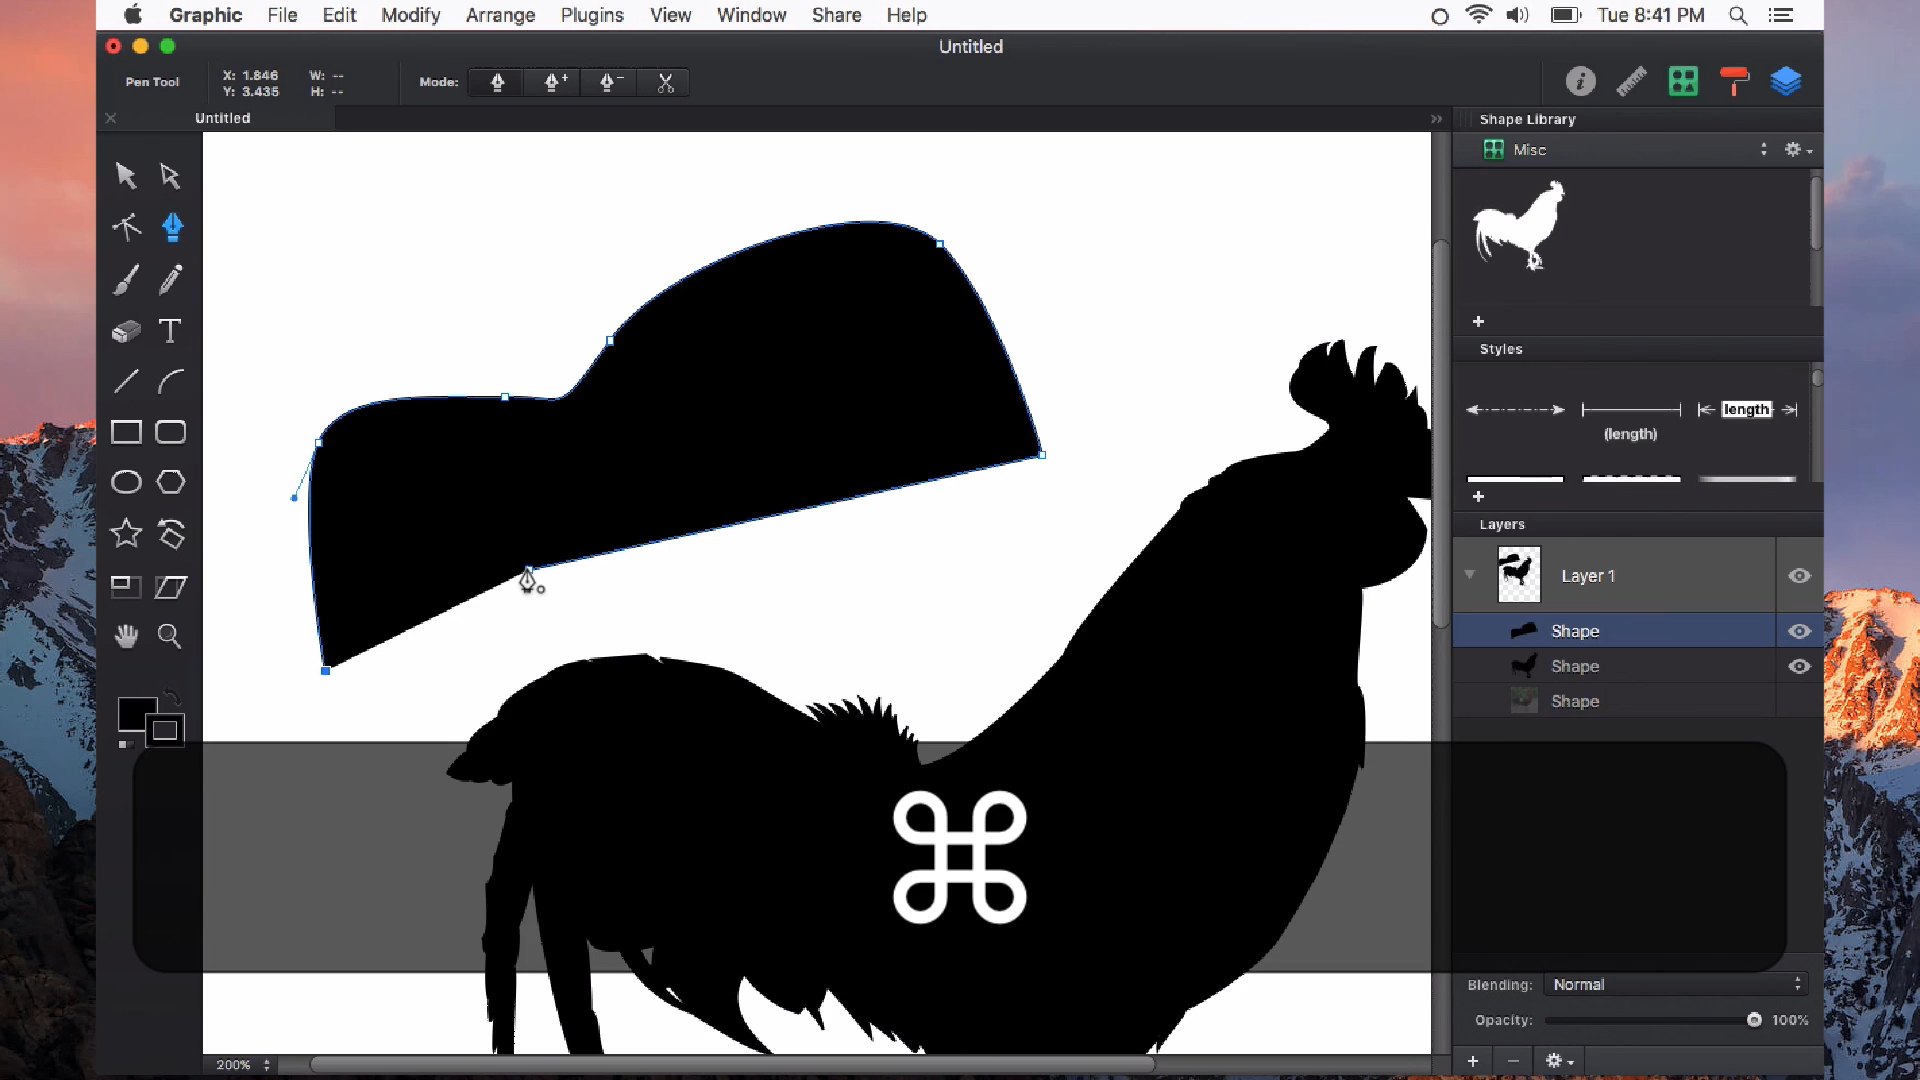 Graphic File Edit Modify Arrange Plugins View Window Share Help
Tue 8:41 PM
Untitled
Pen Tool
X: 1.846 W: --
Y: 3.435 H: --
Mode:
Untitled
Shape Library
Misc
Styles
length
(length)
Layers
Layer 1
Shape
Shape
Shape
Blending: Normal
Opacity: 100%
200%